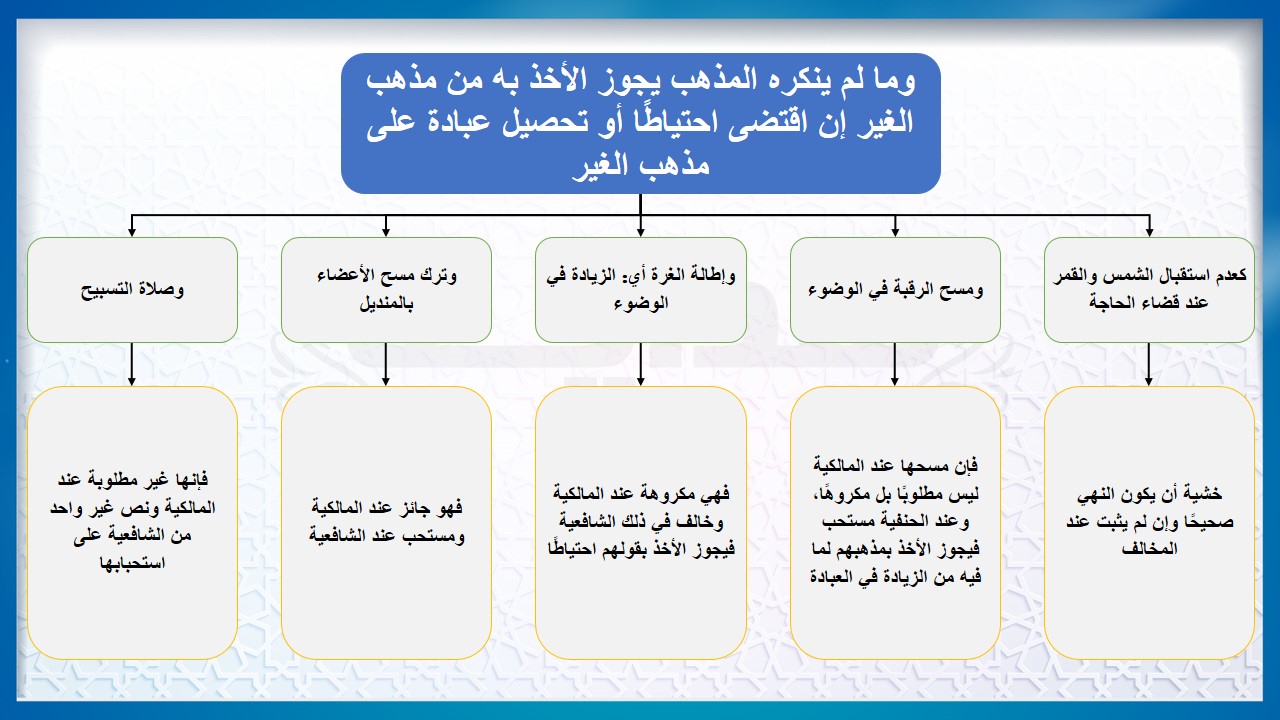 وما لم ينكره المذهب يجوز الأخذ به من مذهب
الغير إن اقتضى احتياطًا أو تحصيل عبادة على
مذهب الغير
كعدم استقبال الشمس والقمر
عند قضاء الحاجة
ومسح الرقبة في الوضوء
وإطالة الغرة أي: الزيادة في
الوضوء
وترك مسح الأعضاء
بالمنديل
وصلاة التسبيح
خشية أن يكون النهي
صحيحًا وإن لم يثبت عند
المخالف
فإن مسحها عند المالكية
ليس مطلوبًا بل مكروهًا،
وعند الحنفية مستحب
فيجوز الأخذ بمذهبهم لما
فيه من الزيادة في العبادة
فهي مكروهة عند المالكية
وخالف في ذلك الشافعية
فيجوز الأخذ بقولهم احتياطًا
فهو جائز عند المالكية
ومستحب عند الشافعية
فإنها غير مطلوبة عند
المالكية ونص غير واحد
من الشافعية على
استحبابها